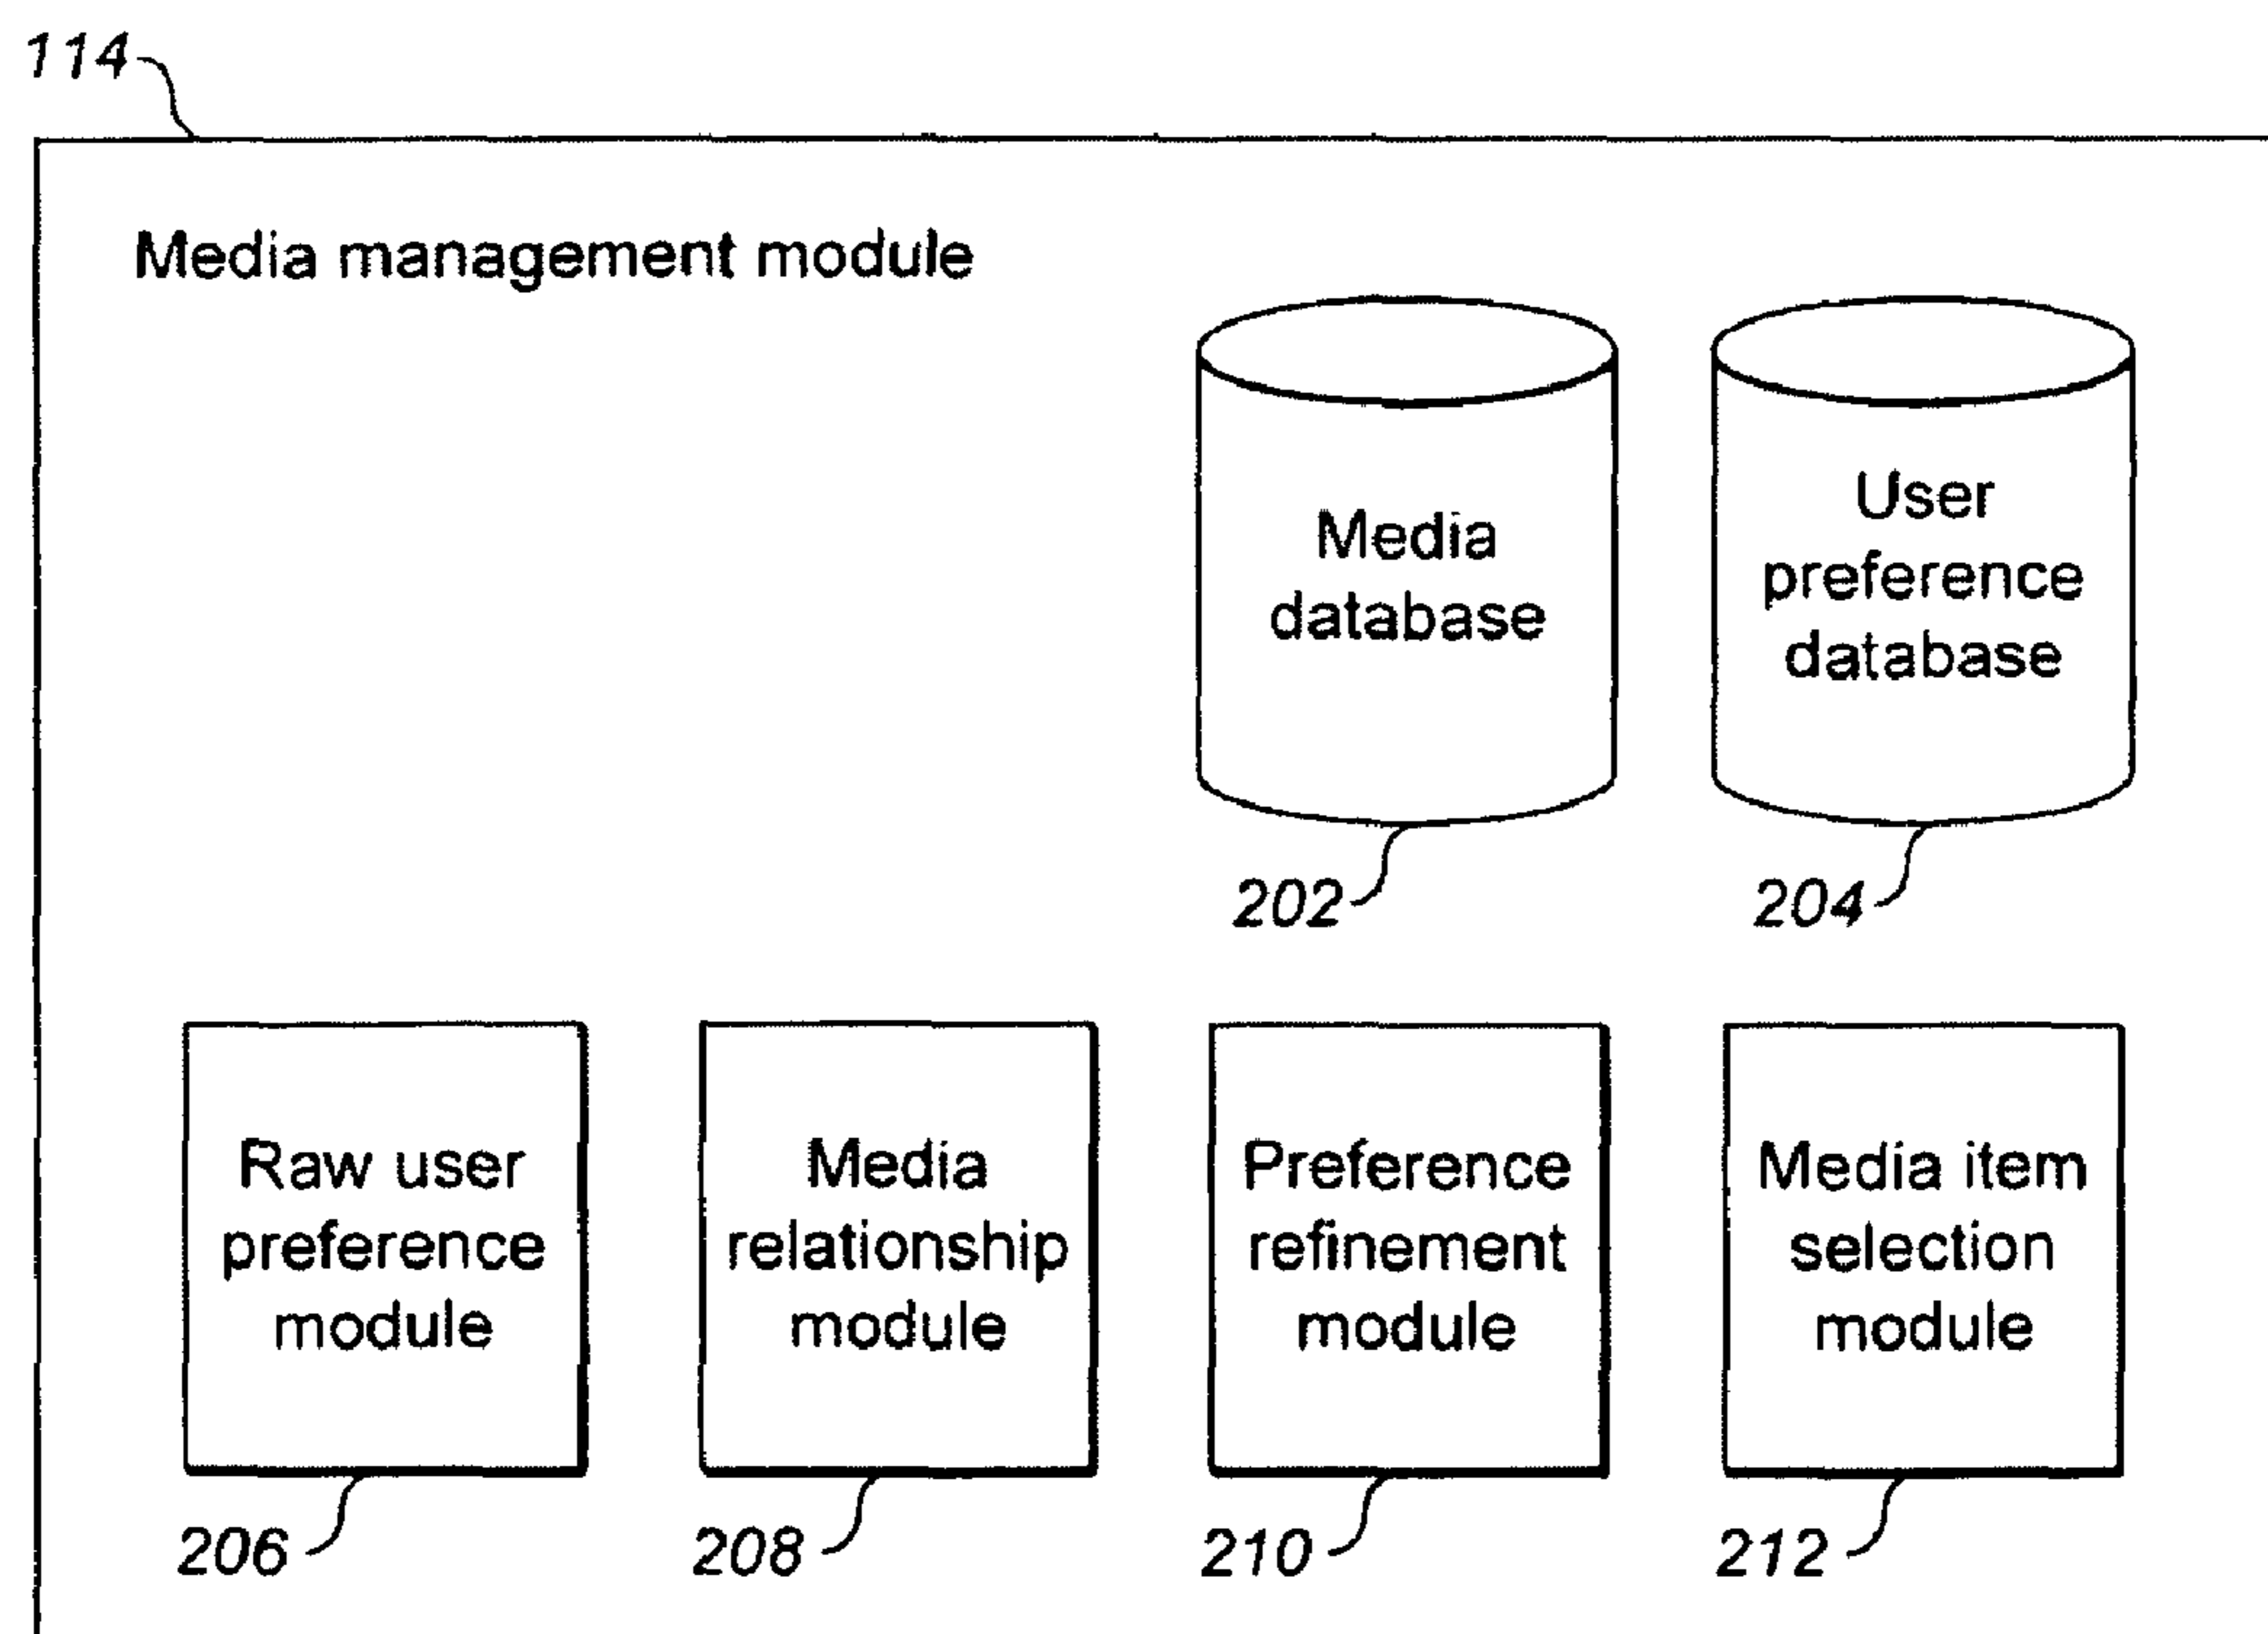 114
Media management module
Media
database
User
preference
database
202
204
Raw user
preference
module
Media
relationship
module
Preference
refinement
module
Media item
selection
module
206
208
210
212